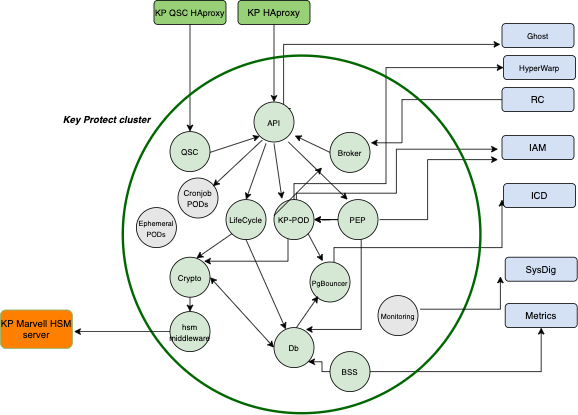 KP QSC HAproxy
KP HAproxy
Ghost
HyperWarp
Key Protect cluster
API
RC
QSC
Broker
IAM
Cronjob
PODs
ICD
Ephemeral
PODs
LifeCycle
KP-POD
PEP
Crypto
PgBouncer
SysDig
Monitoring
Metrics
KP Marvell HSM
server
hsm
middleware
Db
BSS